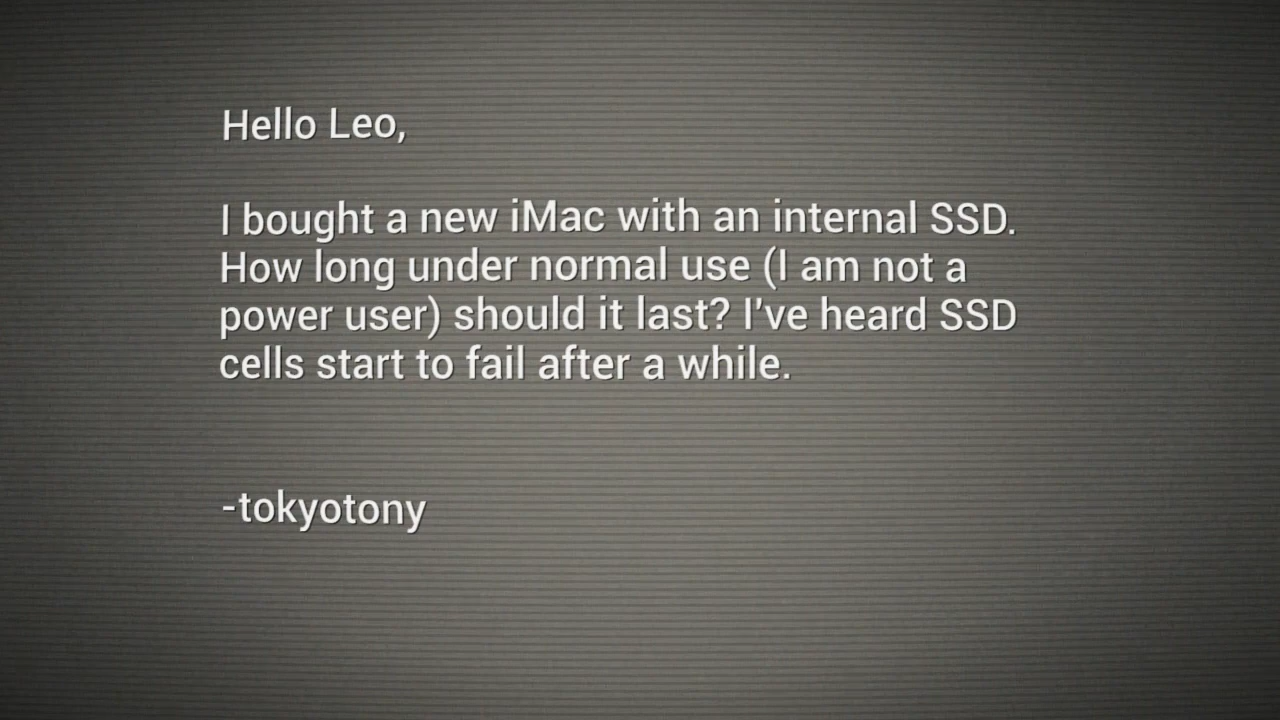 Hello Leo,
I bought a new iMac with an internal SSD.
How long under normal use (I am not a
power user) should it last? I've heard SSD
cells start to fail after a while.
-tokyotony